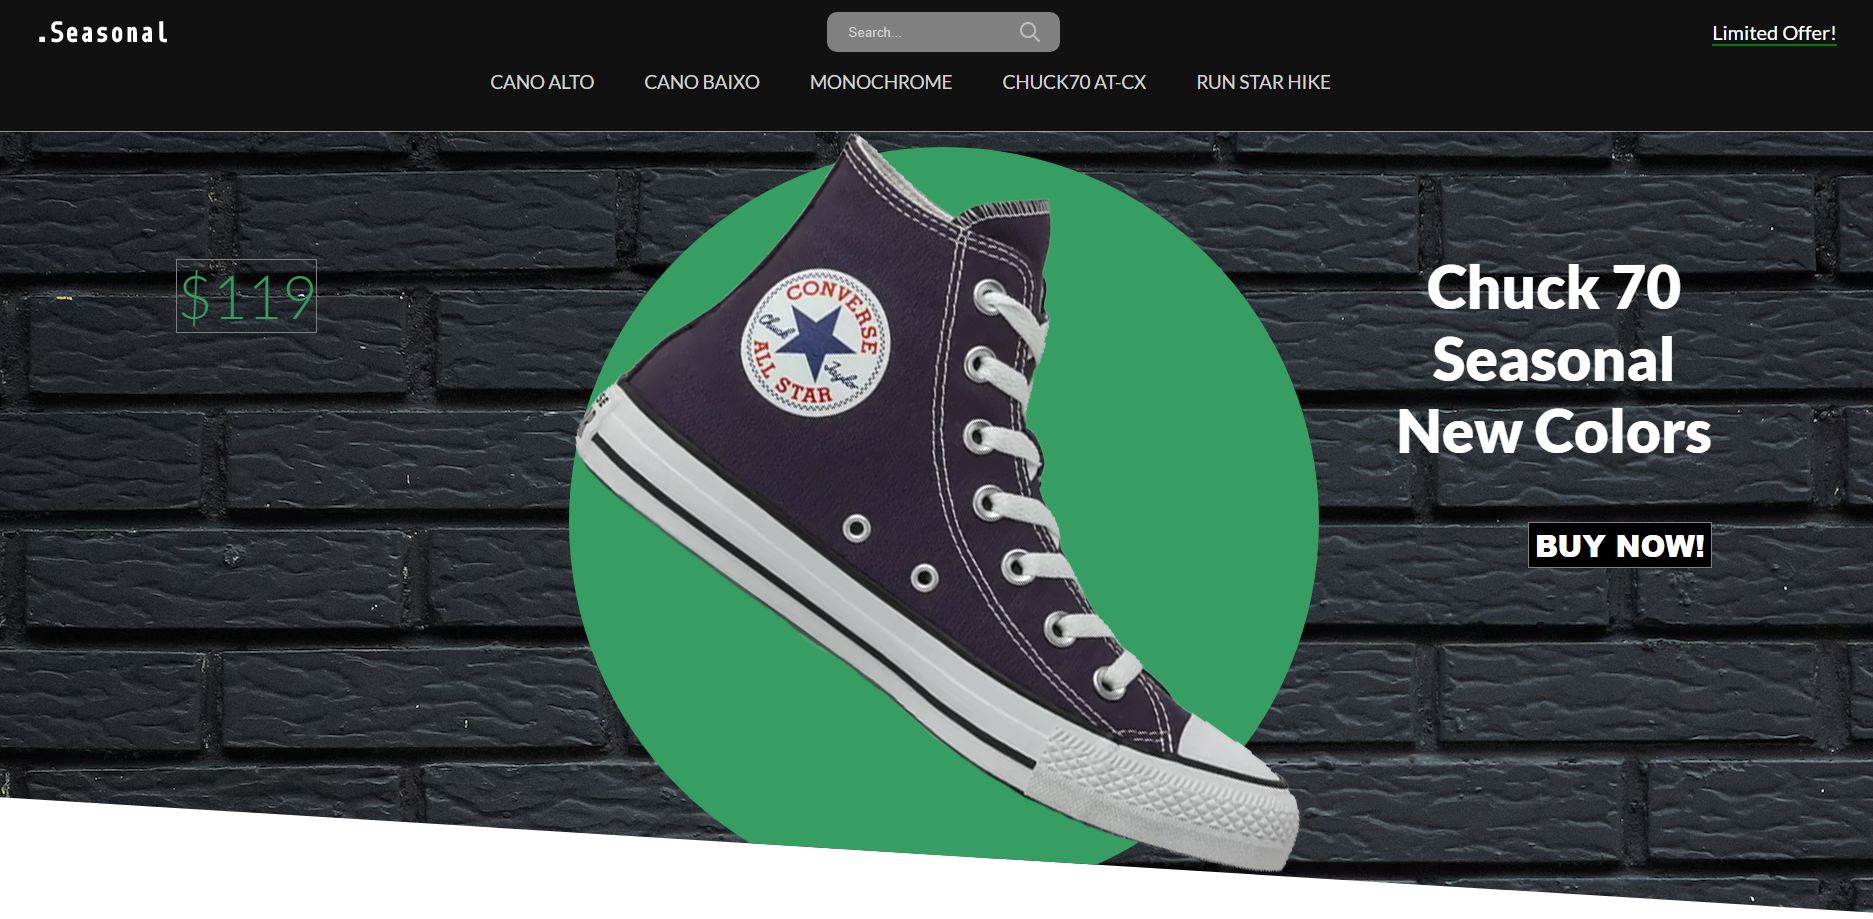 .Seasonal
Search...
Limited Offer!
CANO ALTO CANO BAIXO MONOCHROME CHUCK70 AT-CX RUN STAR HIKE
$119
CONVERSE
Chuck Taylor
ALL STAR
Chuck 70
Seasonal
New Colors
BUY NOW!